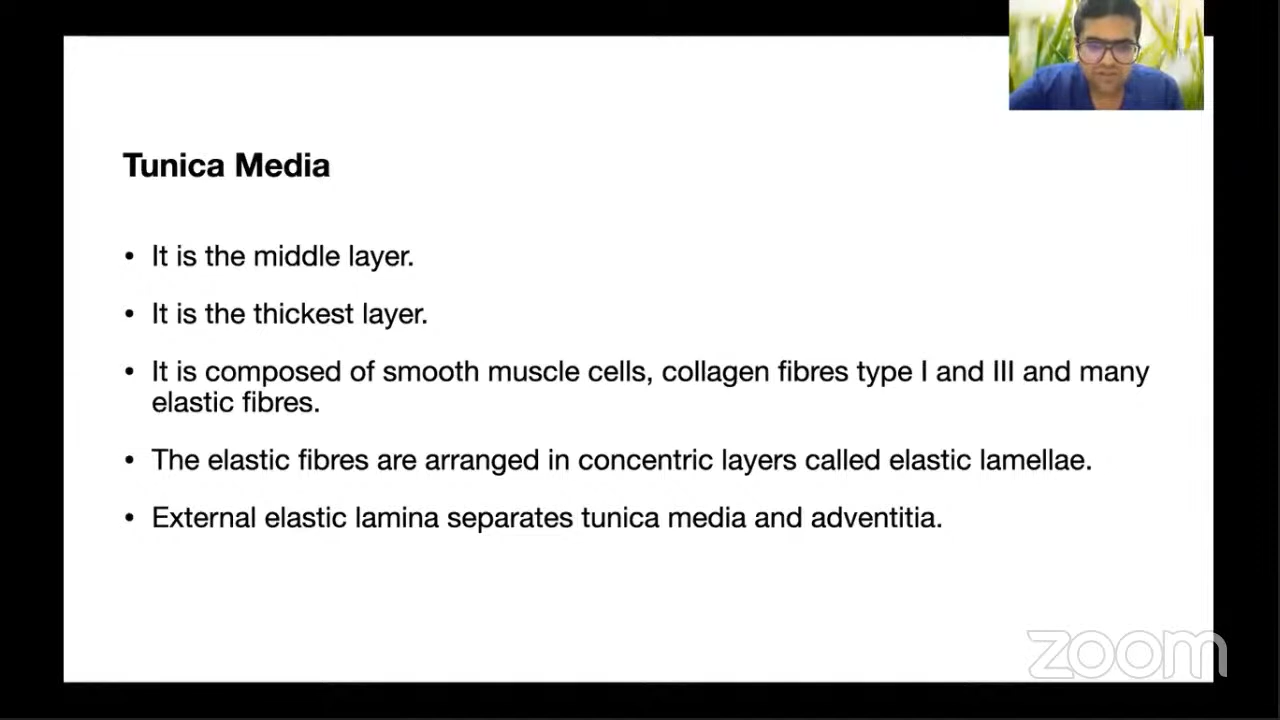 Tunica Media
• It is the middle layer.
• It is the thickest layer.
• It is composed of smooth muscle cells, collagen fibres type I and III and many
elastic fibres.
• The elastic fibres are arranged in concentric layers called elastic lamellae.
• External elastic lamina separates tunica media and adventitia.
zoom